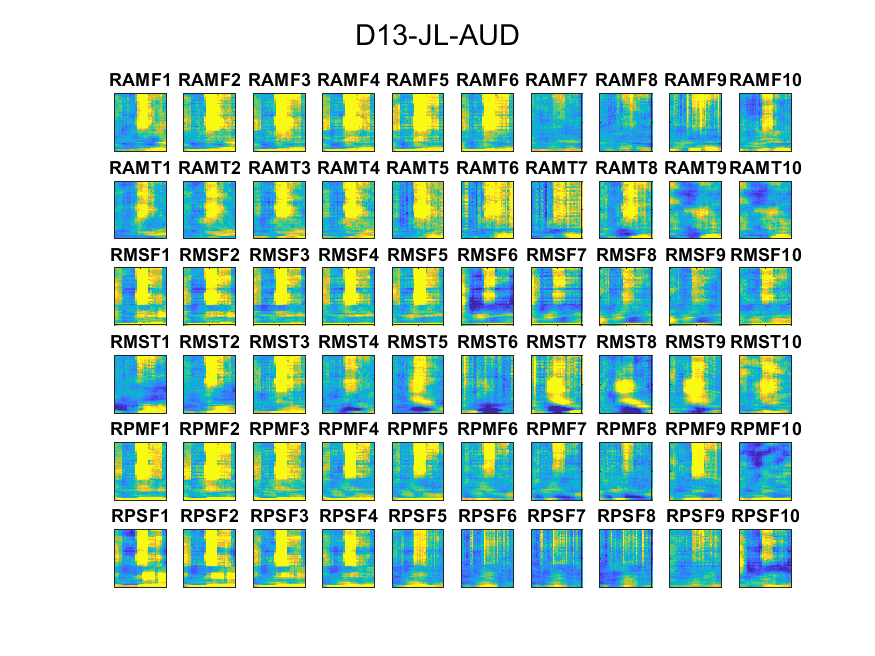 D13-JL-AUD
RAMF1 RAMF2 RAMF3 RAMF4 RAMF5 RAMF6 RAMF7 RAMF8 RAMF9 RAMF10
RAMT1 RAMT2 RAMT3 RAMT4 RAMT5 RAMT6 RAMT7 RAMT8 RAMT9 RAMT10
RMSF1 RMSF2 RMSF3 RMSF4 RMSF5 RMSF6 RMSF7 RMSF8 RMSF9 RMSF10
RMST1 RMST2 RMST3 RMST4 RMST5 RMST6 RMST7 RMST8 RMST9 RMST10
RPMF1 RPMF2 RPMF3 RPMF4 RPMF5 RPMF6 RPMF7 RPMF8 RPMF9 RPMF10
RPSF1 RPSF2 RPSF3 RPSF4 RPSF5 RPSF6 RPSF7 RPSF8 RPSF9 RPSF10